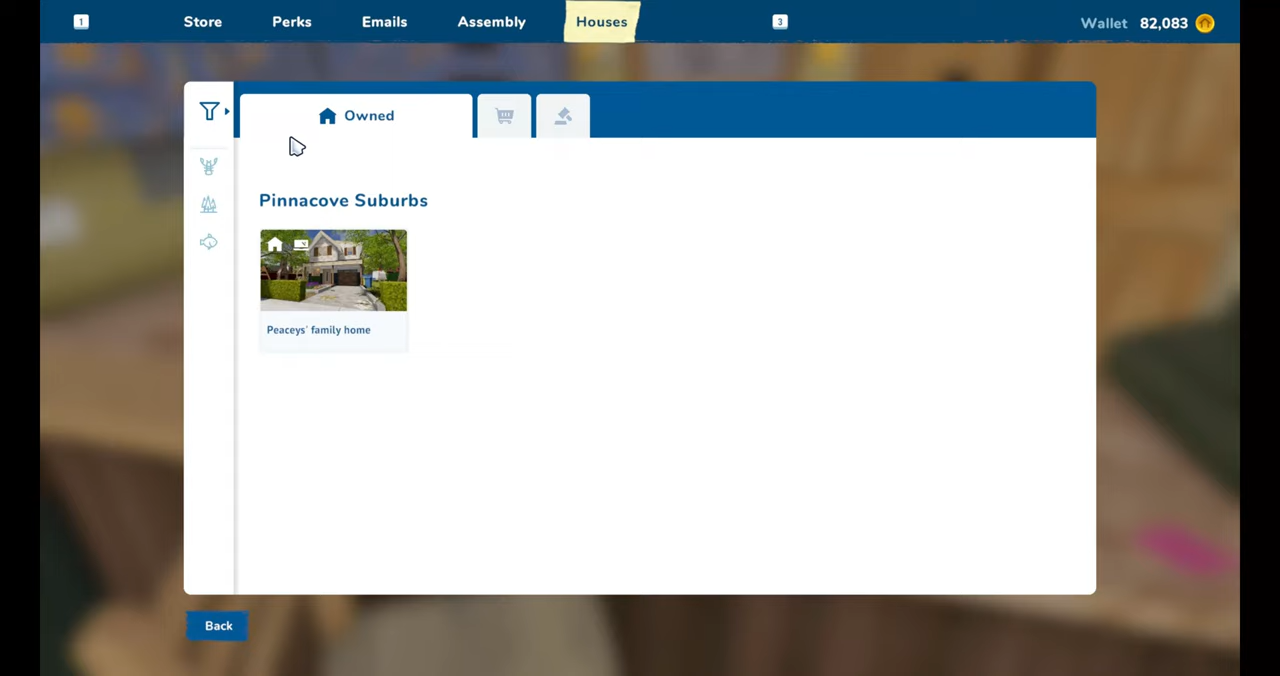 1 Store Perks Emails Assembly Houses 3 Wallet 82,083
Owned
Pinnacove Suburbs
Peaceys' family home
Back